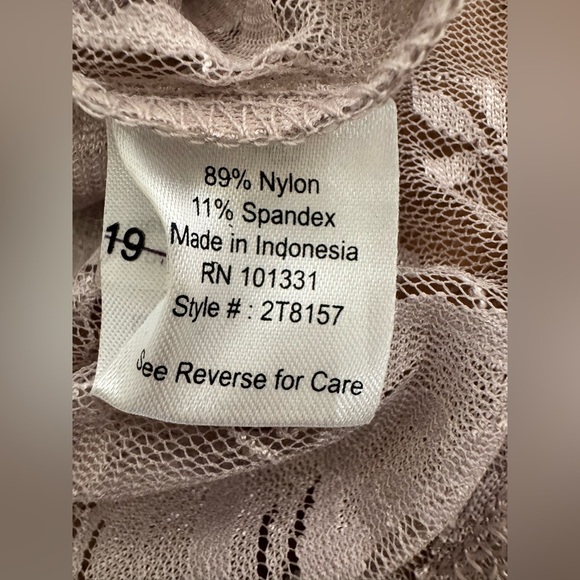 89% Nylon
11% Spandex
19
Made in Indonesia
RN 101331
Style # : 2T8157
See Reverse for Care